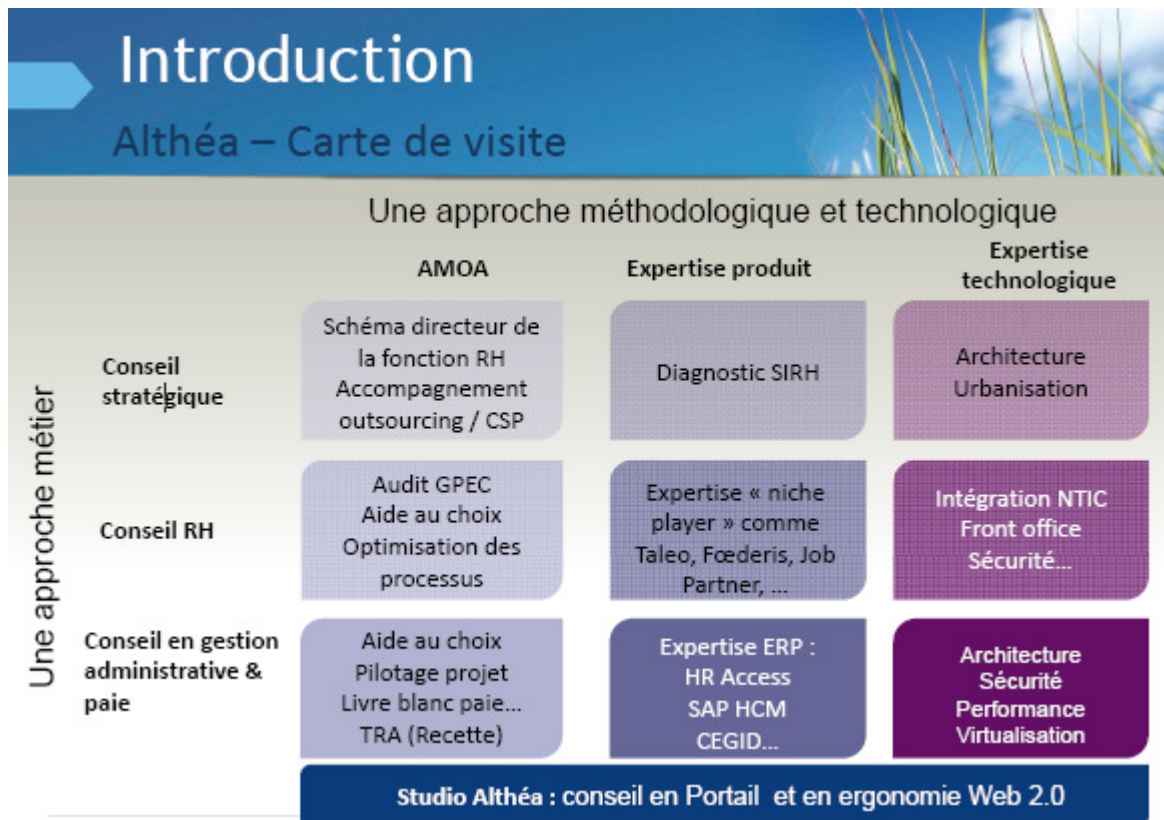 Introduction
Althéa – Carte de visite
Une approche méthodologique et technologique
AMOA
Expertise produit
Expertise
technologique
Une approche métier
Conseil
stratégique
Schéma directeur de
la fonction RH
Accompagnement
outsourcing / CSP
Diagnostic SIRH
Architecture
Urbanisation
Conseil RH
Audit GPEC
Aide au choix
Optimisation des
processus
Expertise « niche
player » comme
Taleo, Fœderis, Job
Partner, ...
Intégration NTIC
Front office
Sécurité...
Conseil en gestion
administrative &
paie
Aide au choix
Pilotage projet
Livre blanc paie...
TRA (Recette)
Expertise ERP :
HR Access
SAP HCM
CEGID...
Architecture
Sécurité
Performance
Virtualisation
Studio Althéa : conseil en Portail et en ergonomie Web 2.0